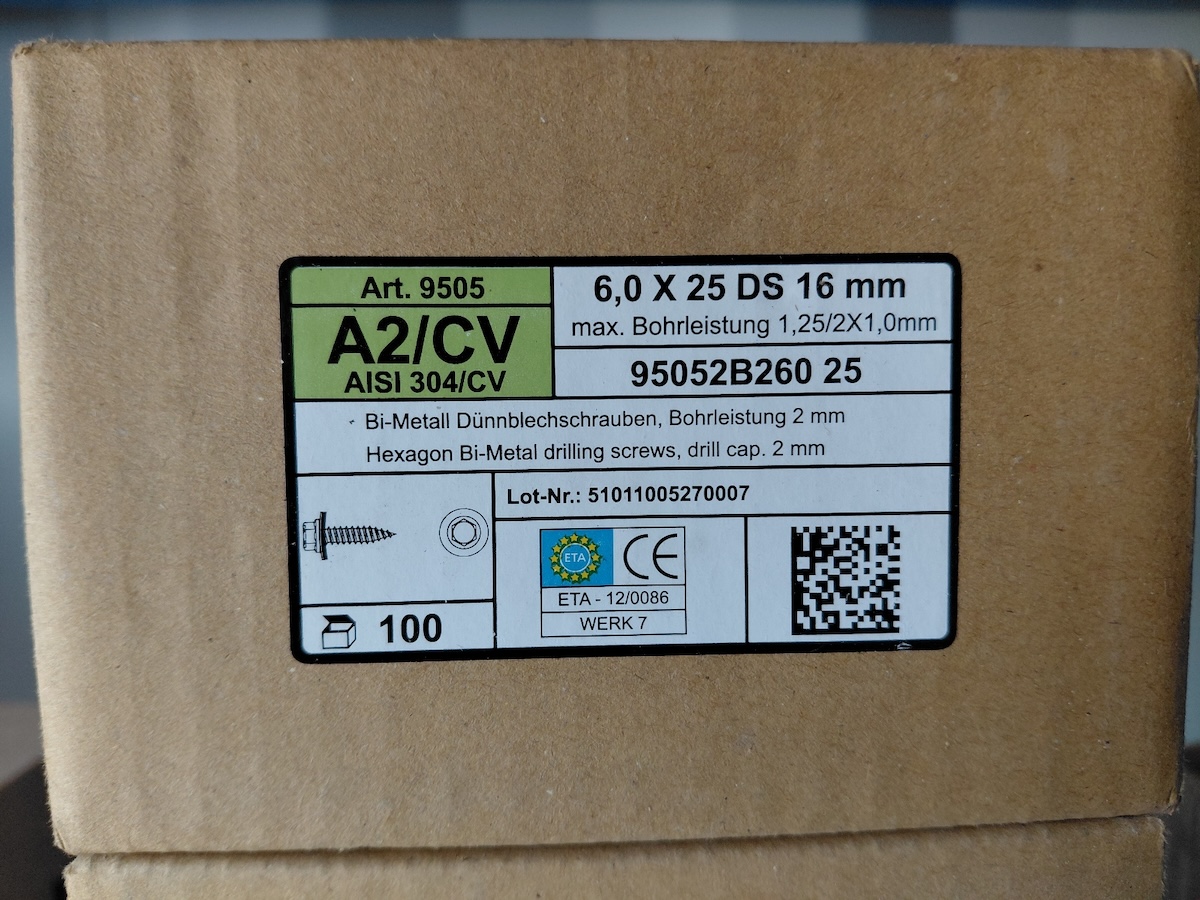 Art. 9505
A2/CV
AISI 304/CV
6,0 X 25 DS 16 mm
max. Bohrleistung 1,25/2X1,0mm
95052B260 25
Bi-Metall Dünnblechschrauben, Bohrleistung 2 mm
Hexagon Bi-Metal drilling screws, drill cap. 2 mm
Lot-Nr.: 51011005270007
100
ETA
CE
ETA - 12/0086
WERK 7